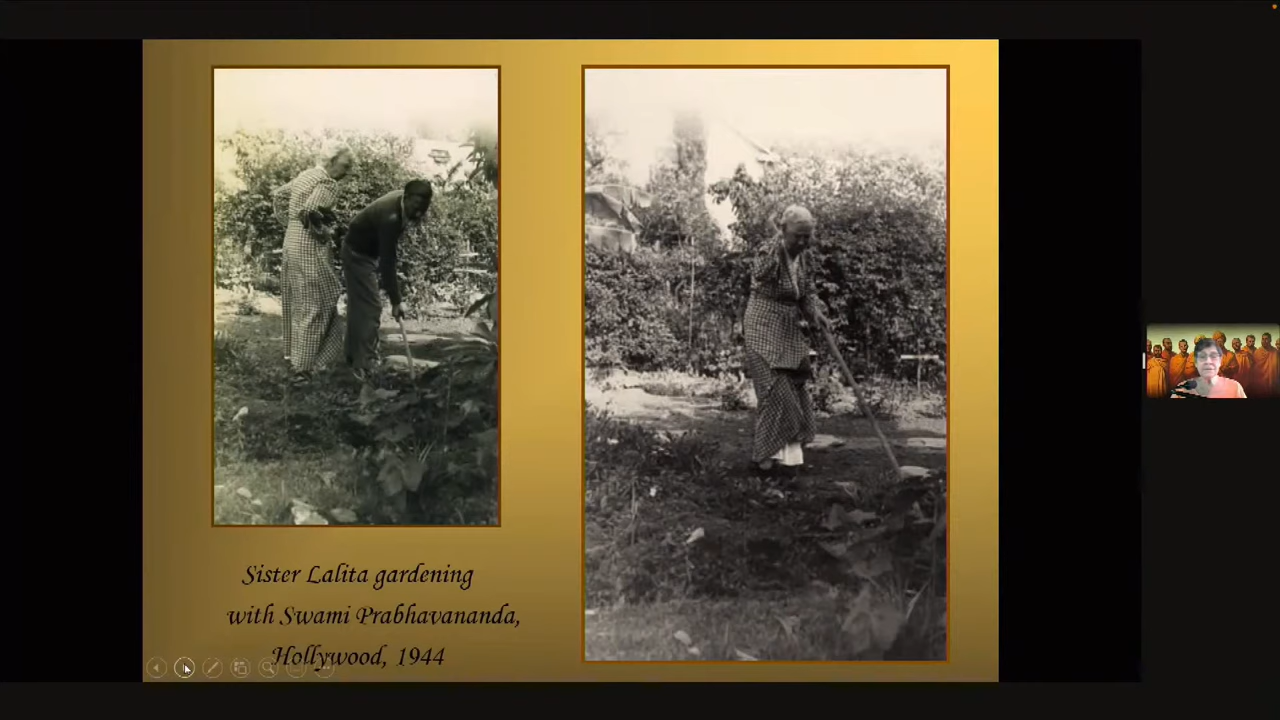 Sister Lalita gardening
with Swami Prabhavananda,
Hollywood, 1944